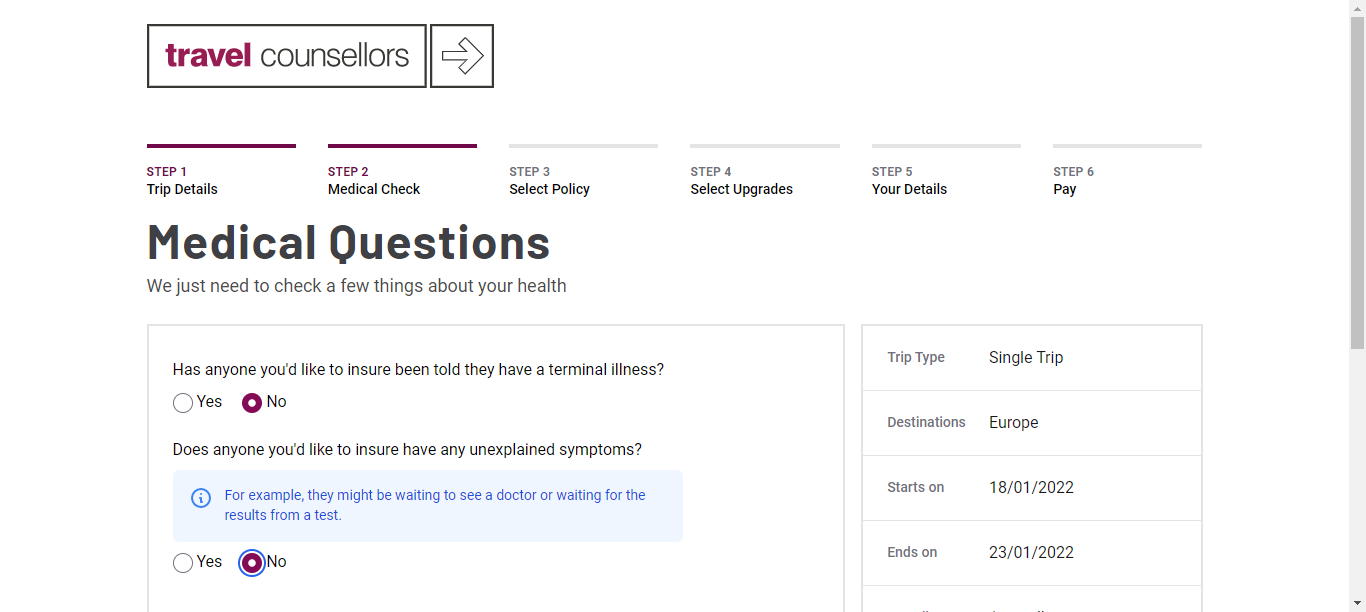 travel counsellors
STEP 1
Trip Details
STEP 2
Medical Check
STEP 3
Select Policy
STEP 4
Select Upgrades
STEP 5
Your Details
STEP 6
Pay
Medical Questions
We just need to check a few things about your health
Has anyone you'd like to insure been told they have a terminal illness?
Yes No
Does anyone you'd like to insure have any unexplained symptoms?
For example, they might be waiting to see a doctor or waiting for the
results from a test.
Yes No
Trip Type Single Trip
Destinations Europe
Starts on 18/01/2022
Ends on 23/01/2022